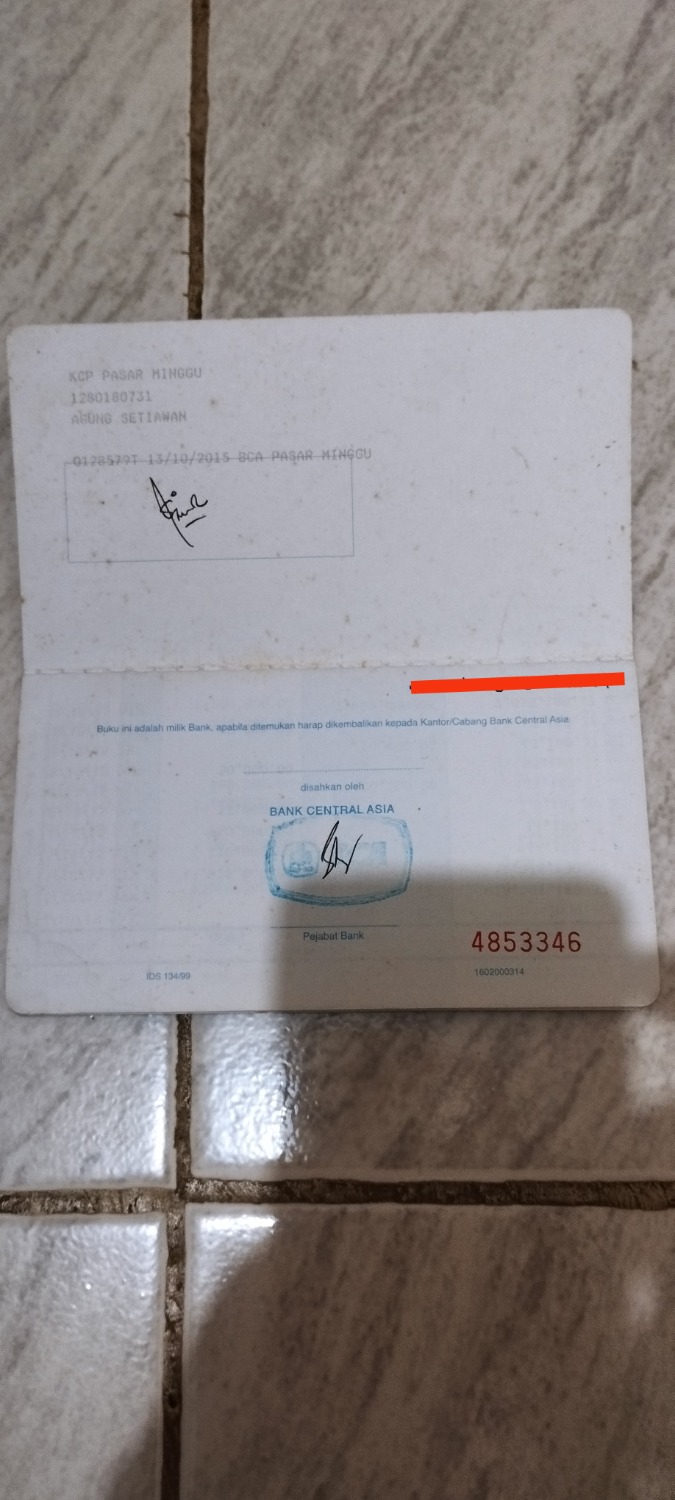 KCP PASAR MINGGU
1280180731
AGUNG SETIAWAN
0128579T 13/10/2015 BCA PASAR MINGGU
Buku ini adalah milik Bank, apabila ditemukan harap dikembalikan kepada Kantor/Cabang Bank Central Asia
disahkan oleh
BANK CENTRAL ASIA
Pejabat Bank
4853346
IDS 134/99
1602000314